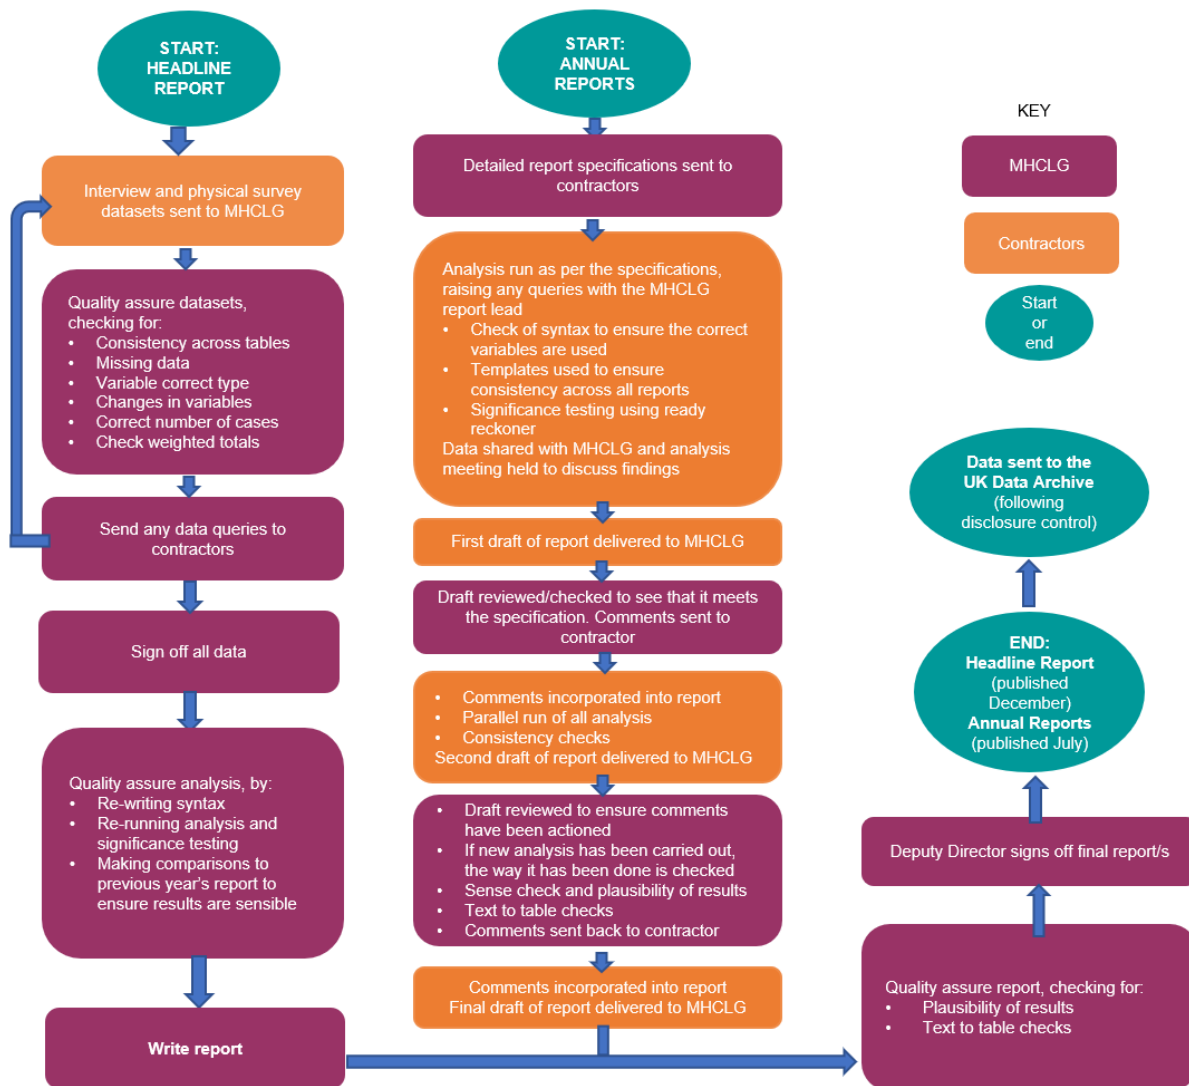 START:
HEADLINE
REPORT
Interview and physical survey
datasets sent to MHCLG
Quality assure datasets,
checking for:
• Consistency across tables
• Missing data
• Variable correct type
• Changes in variables
• Correct number of cases
• Check weighted totals
Send any data queries to
contractors
Sign off all data
Quality assure analysis, by:
• Re-writing syntax
• Re-running analysis and
significance testing
• Making comparisons to
previous year's report to
ensure results are sensible
Write report
START:
ANNUAL
REPORTS
Detailed report specifications sent to
contractors
Analysis run as per the specifications,
raising any queries with the MHCLG
report lead
• Check of syntax to ensure the correct
variables are used
• Templates used to ensure
consistency across all reports
• Significance testing using ready
reckoner
Data shared with MHCLG and analysis
meeting held to discuss findings
First draft of report delivered to MHCLG
Draft reviewed/checked to see that it meets
the specification. Comments sent to
contractor
• Comments incorporated into report
• Parallel run of all analysis
• Consistency checks
Second draft of report delivered to MHCLG
• Draft reviewed to ensure comments
have been actioned
• If new analysis has been carried out,
the way it has been done is checked
• Sense check and plausibility of results
• Text to table checks
• Comments sent back to contractor
Comments incorporated into report
Final draft of report delivered to MHCLG
KEY
MHCLG
Contractors
Start
or
end
Data sent to the
UK Data Archive
(following
disclosure control)
END:
Headline Report
(published
December)
Annual Reports
(published July)
Deputy Director signs off final report/s
Quality assure report, checking for:
• Plausibility of results
• Text to table checks